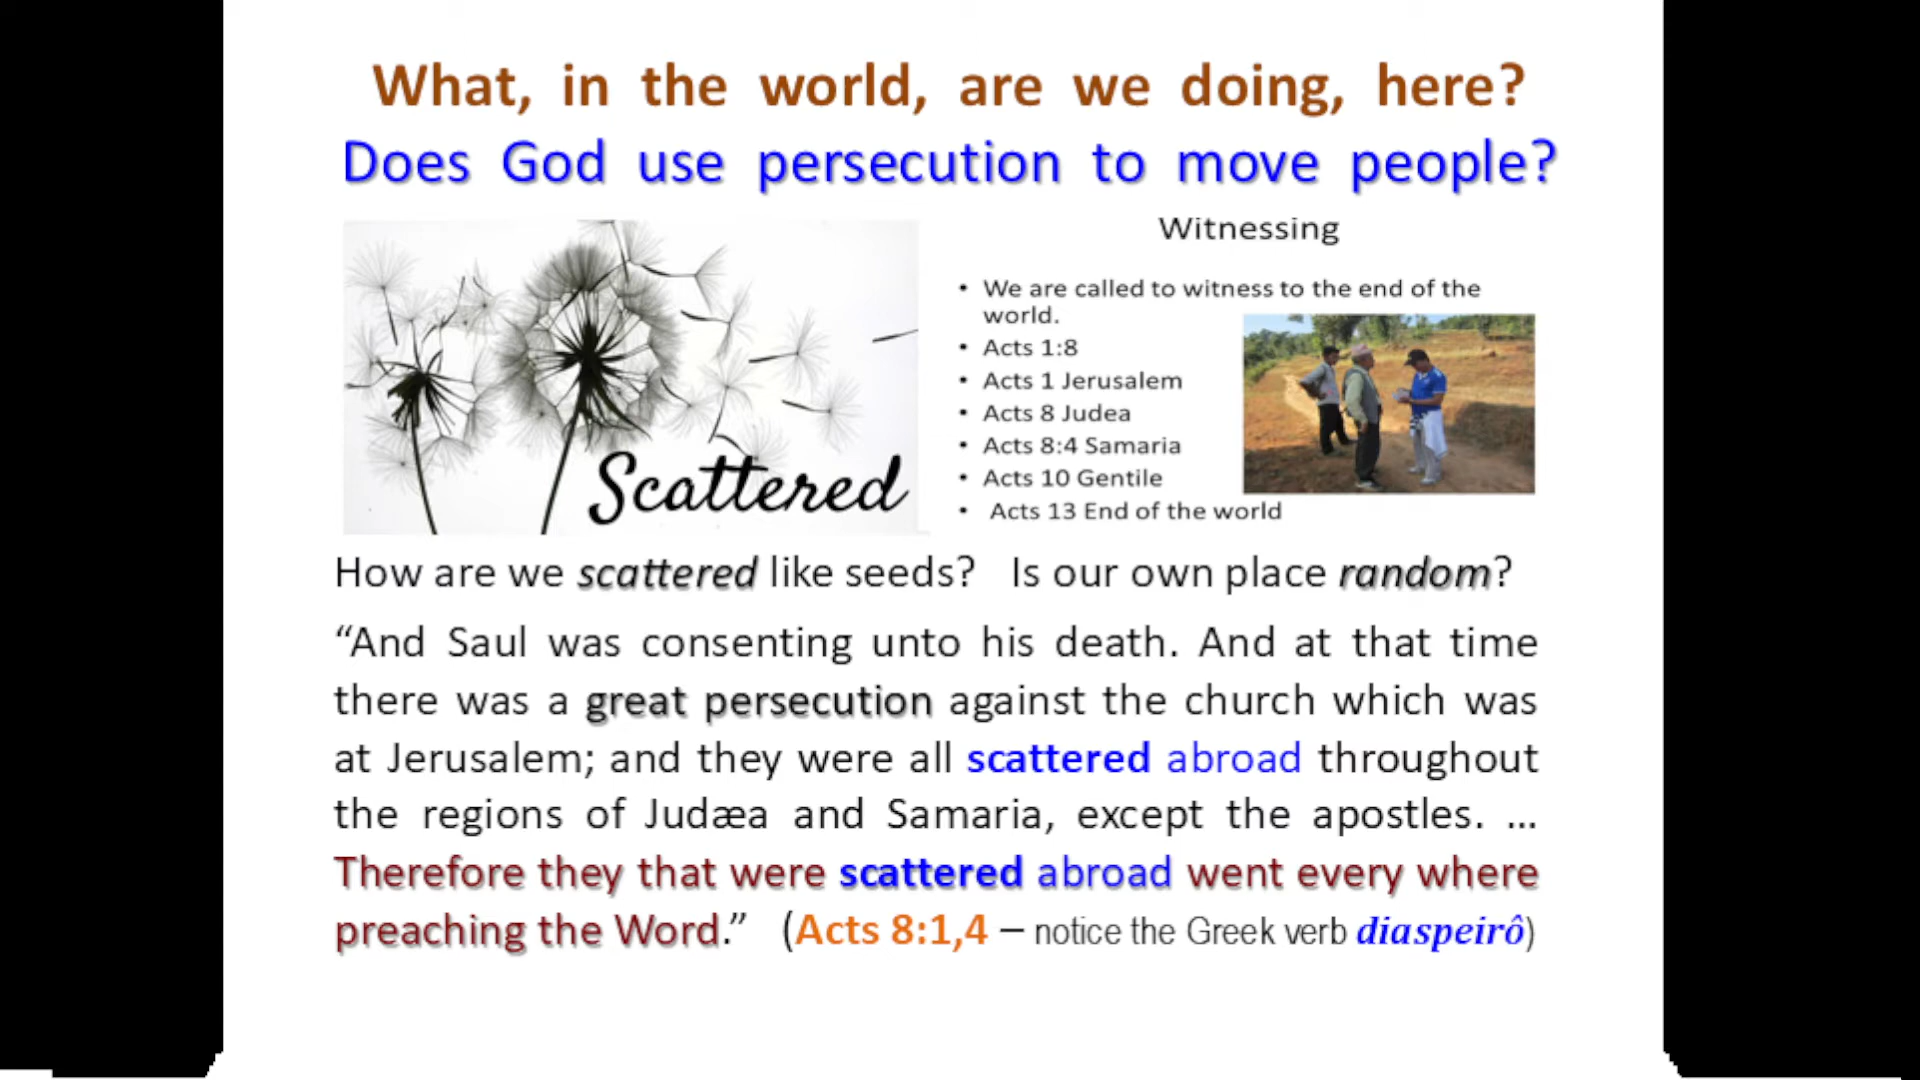 What, in the world, are we doing, here?
Does God use persecution to move people?
Scattered
Witnessing
• We are called to witness to the end of the
world.
• Acts 1:8
• Acts 1 Jerusalem
• Acts 8 Judea
• Acts 8:4 Samaria
• Acts 10 Gentile
• Acts 13 End of the world
How are we scattered like seeds? Is our own place random?
“And Saul was consenting unto his death. And at that time
there was a great persecution against the church which was
at Jerusalem; and they were all scattered abroad throughout
the regions of Judæa and Samaria, except the apostles. ...
Therefore they that were scattered abroad went every where
preaching the Word.” (Acts 8:1,4 – notice the Greek verb diaspeirô)